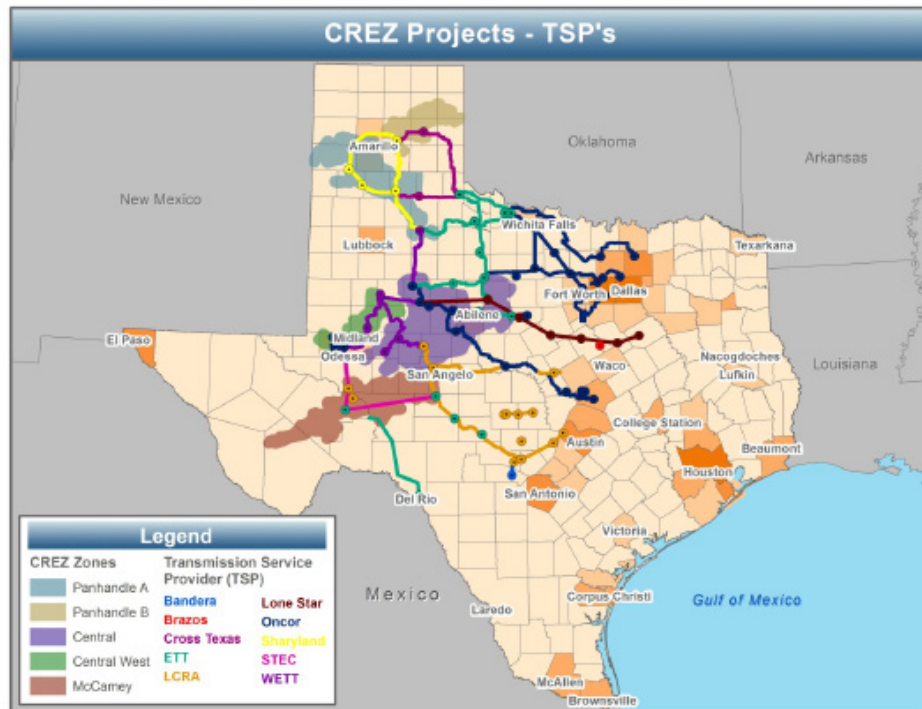 CREZ Projects - TSP's
Oklahoma
Arkansas
Amarillo
New Mexico
Wichita Falls
Lubbock
Texarkana
Fort Worth
Dallas
Abilene
El Paso
Midland
Odessa
Waco
Nacogdoches
Lufkin
Louisiana
San Angelo
College Station
Austin
Beaumont
Houston
Del Rio
San Antonio
Victoria
Mexico
Corpus Christi
Gulf of Mexico
Laredo
McAllen
Brownsville
Legend
CREZ Zones
Panhandle A
Panhandle B
Central
Central West
McCamey
Transmission Service
Provider (TSP)
Bandera
Brazos
Cross Texas
ETT
LCRA
Lone Star
Oncor
Sharyland
STEC
WETT